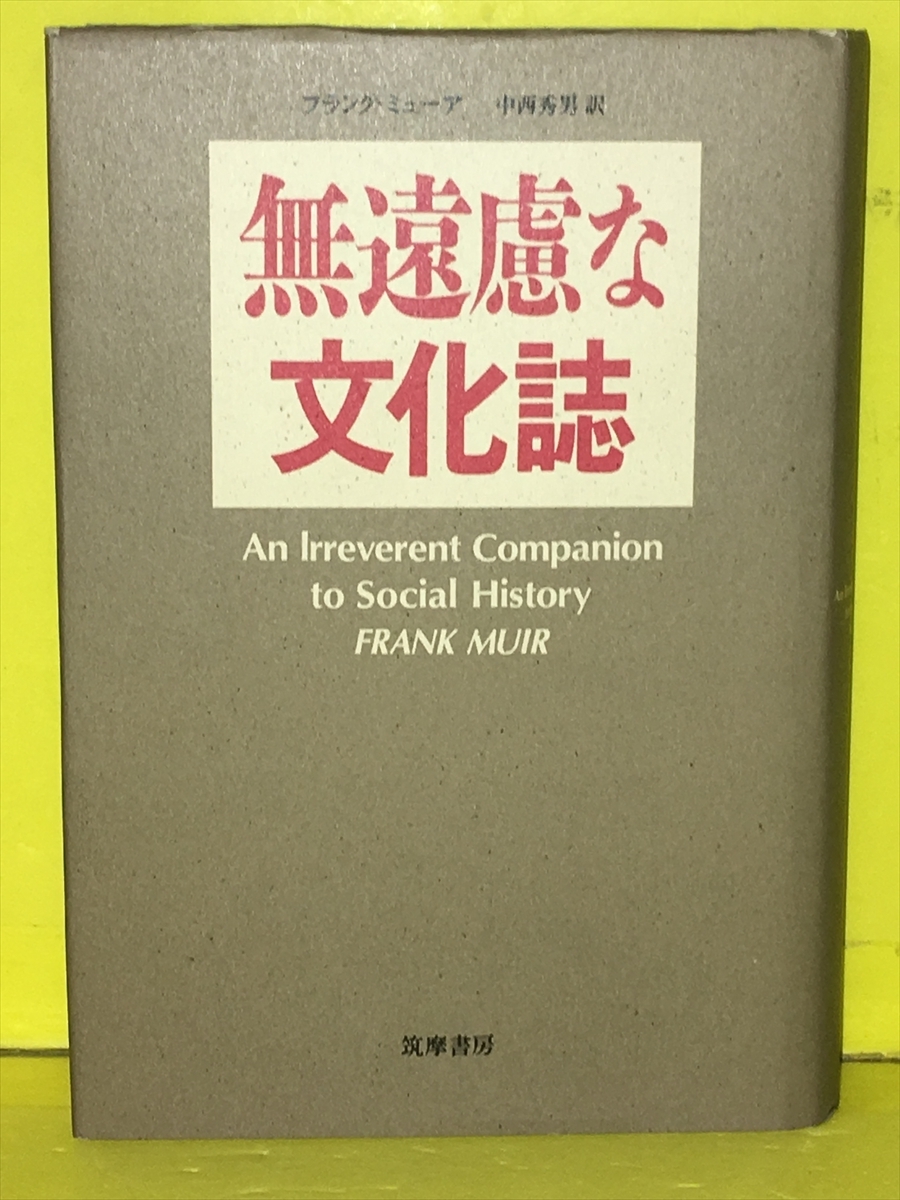 フランク・ミューア 中西秀男 訳
無遠慮な
文化誌
An Irreverent Companion
to Social History
FRANK MUIR
筑摩書房